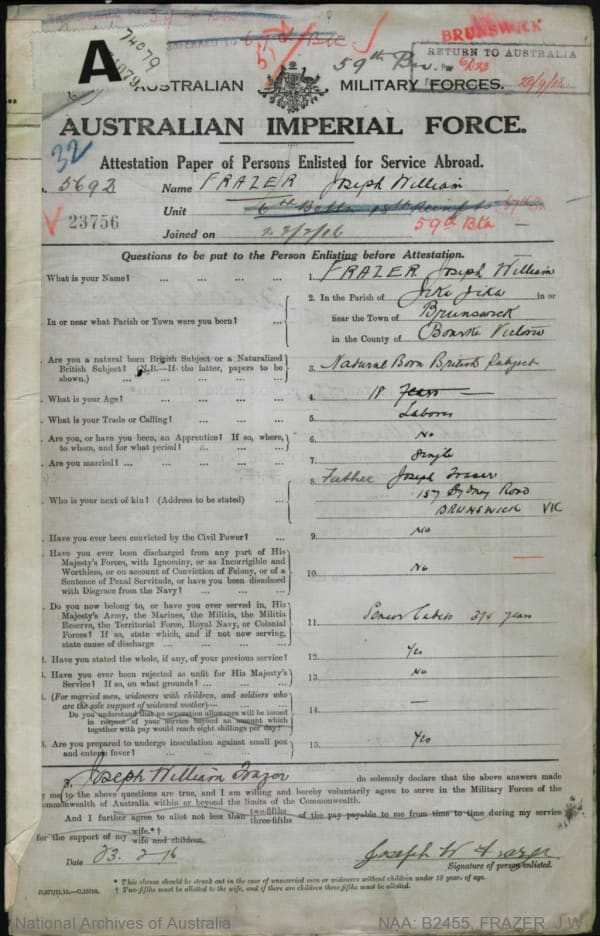 A
74079
BRUNSWICK
RETURN TO AUSTRALIA
59th Bn.
AUSTRALIAN MILITARY FORCES.
AUSTRALIAN IMPERIAL FORCE.
32
Attestation Paper of Persons Enlisted for Service Abroad.
5692 Name FRAZER Joseph William
23756 Unit
59th Btn
Joined on 22/2/16
Questions to be put to the Person Enlisting before Attestation.
What is your Name? ... ... ... ... 1. FRAZER Joseph William
In or near what Parish or Town were you born? ... 2. In the Parish of Jika Jika in or
near the Town of Brunswick
in the County of Bourke Victoria
Are you a natural born British Subject or a Naturalized
British Subject? (N.B.—If the latter, papers to be
shown.) ... ... ... ... 3. Natural Born British Subject
What is your Age? ... ... ... ... 4. 18 years
What is your Trade or Calling? ... ... ... 5. Laborer
Are you, or have you been, an Apprentice? If so, where,
to whom, and for what period? ... ... 6. No
Are you married? ... ... ... ... 7. Single
Who is your next of kin? (Address to be stated) ... 8. Father Joseph Frazer
157 Sydney Road
BRUNSWICK VIC
Have you ever been convicted by the Civil Power? ... 9. No
Have you ever been discharged from any part of His
Majesty's Forces, with Ignominy, or as Incorrigible and
Worthless, or on account of Conviction of Felony, or of a
Sentence of Penal Servitude, or have you been dismissed
with Disgrace from the Navy? ... ... 10. No
Do you now belong to, or have you ever served in, His
Majesty's Army, the Marines, the Militia, the Militia
Reserve, the Territorial Force, Royal Navy, or Colonial
Forces? If so, state which, and if not now serving,
state cause of discharge ... ... ... 11. Senior Cadets years
2. Have you stated the whole, if any, of your previous service? 12. Yes
3. Have you ever been rejected as unfit for His Majesty's
Service? If so, on what grounds? ... ... ... 13. No
4. (For married men, widowers with children, and soldiers who
are the sole support of widowed mother)—
Do you understand that no separation allowance will be issued
in respect of your service beyond an amount which
together with pay would reach eight shillings per day? 14. —
5. Are you prepared to undergo inoculation against small pox
and enteric fever? ... ... ... ... 15. Yes
I, Joseph William Frazer do solemnly declare that the above answers made
by me to the above questions are true, and I am willing and hereby voluntarily agree to serve in the Military Forces of the
Commonwealth of Australia within or beyond the limits of the Commonwealth.
And I further agree to allot not less than two-fifths three-fifths of the pay payable to me from time to time during my service
for the support of my wife.*† wife and children.
Date 23.2.16 Joseph W Frazer
Signature of person enlisted.
* This clause should be struck out in the case of unmarried men or widowers without children under 18 years of age.
† Two-fifths must be allotted to the wife, and if there are children three-fifths must be allotted.
National Archives of Australia NAA: B2455, FRAZER J W